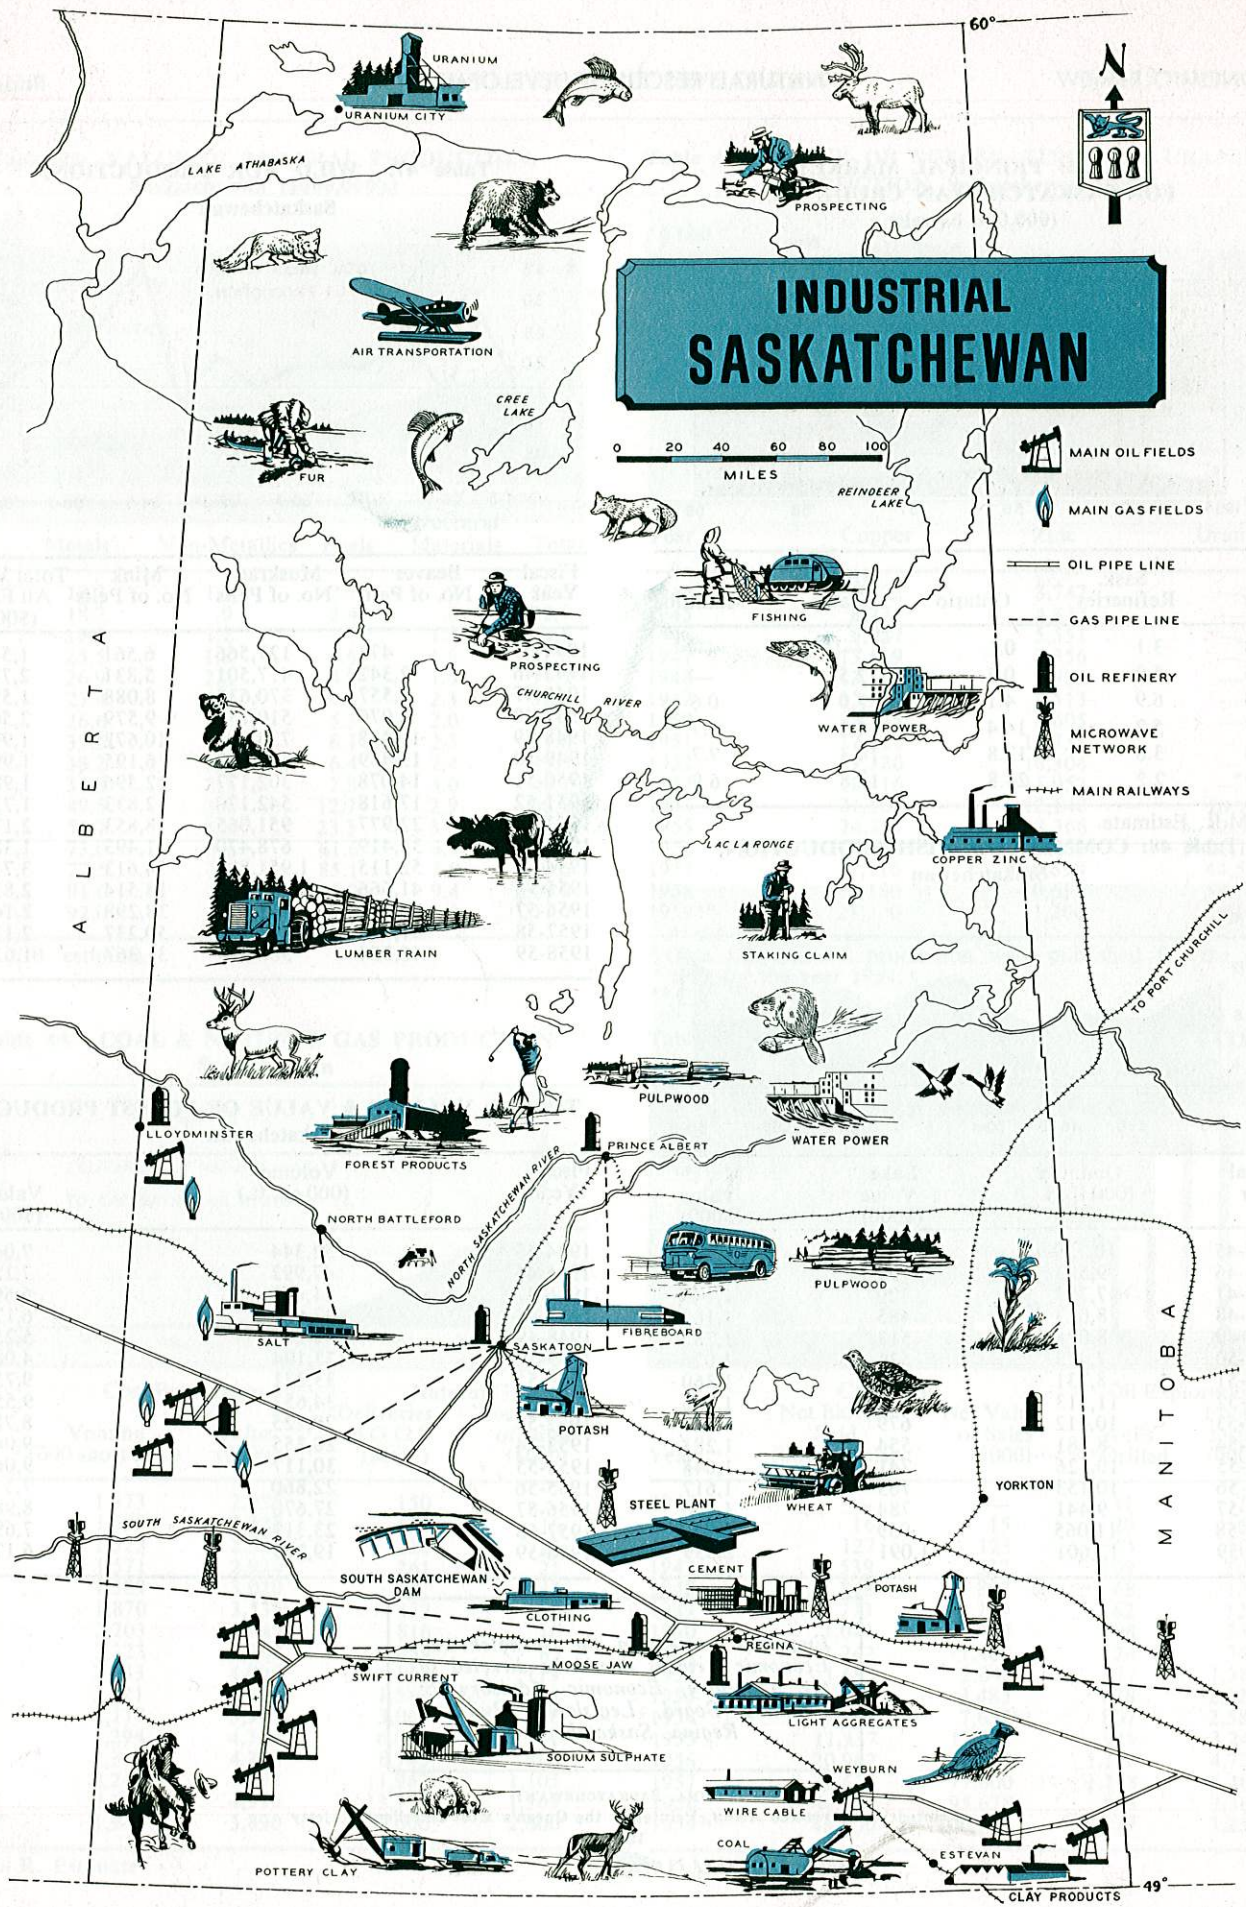 60°
URANIUM
URANIUM CITY
N
LAKE ATHABASKA
PROSPECTING
INDUSTRIAL
SASKATCHEWAN
AIR TRANSPORTATION
CREE
LAKE
0 20 40 60 80 100
MILES
FUR
REINDEER
LAKE
MAIN OIL FIELDS
MAIN GAS FIELDS
OIL PIPE LINE
GAS PIPE LINE
OIL REFINERY
MICROWAVE
NETWORK
MAIN RAILWAYS
FISHING
PROSPECTING
CHURCHILL RIVER
WATER POWER
ALBERTA
COPPER ZINC
LAC LA RONGE
LUMBER TRAIN
STAKING CLAIM
TO PORT CHURCHILL
PULPWOOD
LLOYDMINSTER
FOREST PRODUCTS
PRINCE ALBERT
WATER POWER
NORTH BATTLEFORD
NORTH SASKATCHEWAN RIVER
PULPWOOD
SALT
FIBREBOARD
SASKATOON
MANITOBA
POTASH
WHEAT
YORKTON
STEEL PLANT
SOUTH SASKATCHEWAN
RIVER
SOUTH SASKATCHEWAN
DAM
CEMENT
POTASH
CLOTHING
REGINA
MOOSE JAW
SWIFT CURRENT
LIGHT AGGREGATES
SODIUM SULPHATE
WEYBURN
WIRE CABLE
COAL
POTTERY CLAY
ESTEVAN
49°
CLAY PRODUCTS